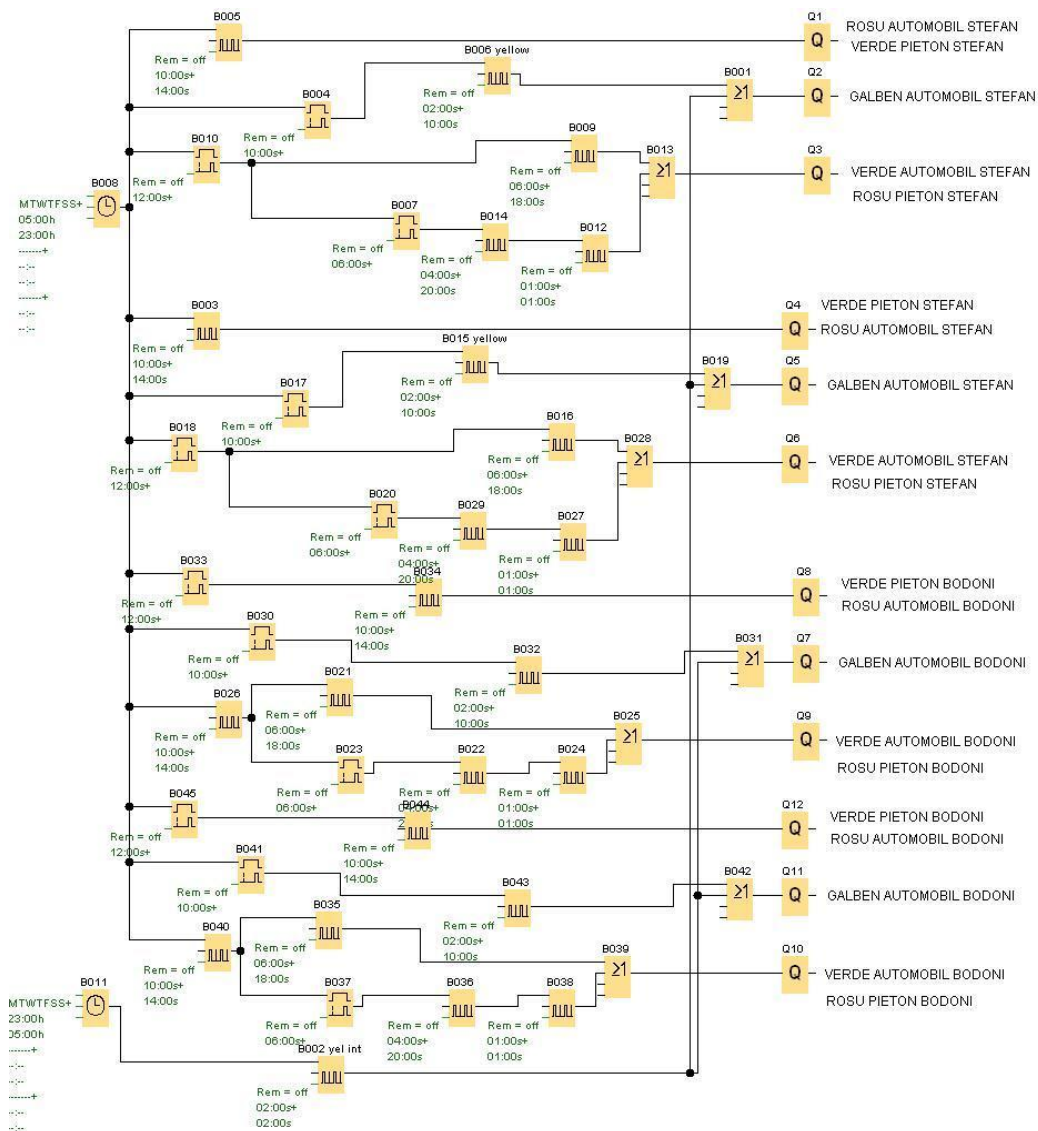 B005
Q1
ROSU AUTOMOBIL STEFAN
VERDE PIETON STEFAN
Q
Rem = off
10:00s+
14:00s
B006 yellow
Rem = off
02:00s+
10:00s
B001
≥1
Q2
Q
GALBEN AUTOMOBIL STEFAN
B004
Rem = off
10:00s+
B010
Rem = off
12:00s+
B009
Rem = off
06:00s+
18:00s
B013
≥1
Q3
Q
VERDE AUTOMOBIL STEFAN
ROSU PIETON STEFAN
B008
MTWTFSS+
05:00h
23:00h
-------+
--:--
--:--
-------+
--:--
--:--
B007
Rem = off
06:00s+
B014
Rem = off
04:00s+
20:00s
B012
Rem = off
01:00s+
01:00s
B003
Rem = off
10:00s+
14:00s
Q4
Q
VERDE PIETON STEFAN
ROSU AUTOMOBIL STEFAN
B015 yellow
Rem = off
02:00s+
10:00s
B019
≥1
Q5
Q
GALBEN AUTOMOBIL STEFAN
B017
Rem = off
10:00s+
B018
Rem = off
12:00s+
B016
Rem = off
06:00s+
18:00s
B028
≥1
Q6
Q
VERDE AUTOMOBIL STEFAN
ROSU PIETON STEFAN
B020
Rem = off
06:00s+
B029
Rem = off
04:00s+
20:00s
B027
Rem = off
01:00s+
01:00s
B033
Rem = off
12:00s+
B034
Rem = off
10:00s+
14:00s
Q8
Q
VERDE PIETON BODONI
ROSU AUTOMOBIL BODONI
B030
Rem = off
10:00s+
B032
Rem = off
02:00s+
10:00s
B031
≥1
Q7
Q
GALBEN AUTOMOBIL BODONI
B026
Rem = off
10:00s+
14:00s
B021
Rem = off
06:00s+
18:00s
B025
≥1
Q9
Q
VERDE AUTOMOBIL BODONI
ROSU PIETON BODONI
B023
Rem = off
06:00s+
B022
Rem = off
04:00s+
B024
Rem = off
01:00s+
01:00s
B045
Rem = off
12:00s+
B044
Rem = off
10:00s+
14:00s
Q12
Q
VERDE PIETON BODONI
ROSU AUTOMOBIL BODONI
B041
Rem = off
10:00s+
B043
Rem = off
02:00s+
10:00s
B042
≥1
Q11
Q
GALBEN AUTOMOBIL BODONI
B040
Rem = off
10:00s+
14:00s
B035
Rem = off
06:00s+
18:00s
B039
≥1
Q10
Q
VERDE AUTOMOBIL BODONI
ROSU PIETON BODONI
B037
Rem = off
06:00s+
B036
Rem = off
04:00s+
20:00s
B038
Rem = off
01:00s+
01:00s
B011
MTWTFSS+
23:00h
05:00h
-------+
--:--
--:--
-------+
--:--
--:--
B002 yel int
Rem = off
02:00s+
02:00s